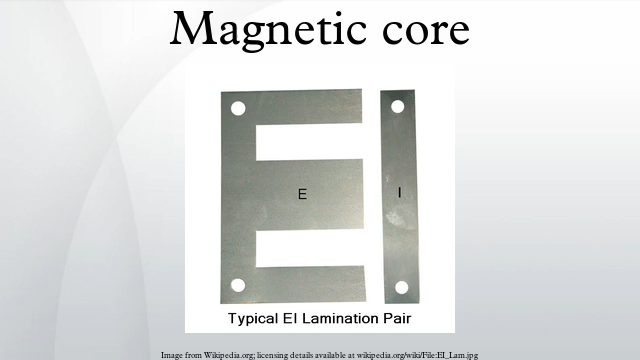 Magnetic core
E I
Typical EI Lamination Pair
Image from Wikipedia.org; licensing details available at wikipedia.org/wiki/File:EI_Lam.jpg